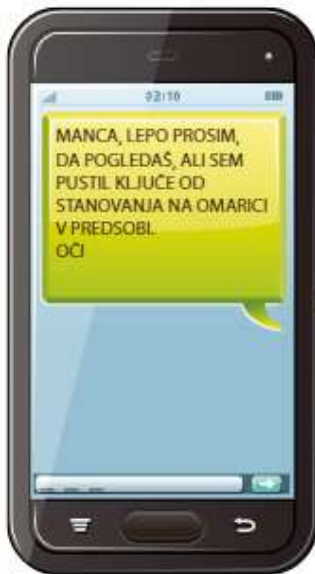 02:10
MANCA, LEPO PROSIM,
DA POGLEDAŠ, ALI SEM
PUSTIL KLJUČE OD
STANOVANJA NA OMARICI
V PREDSOBI.
OČI